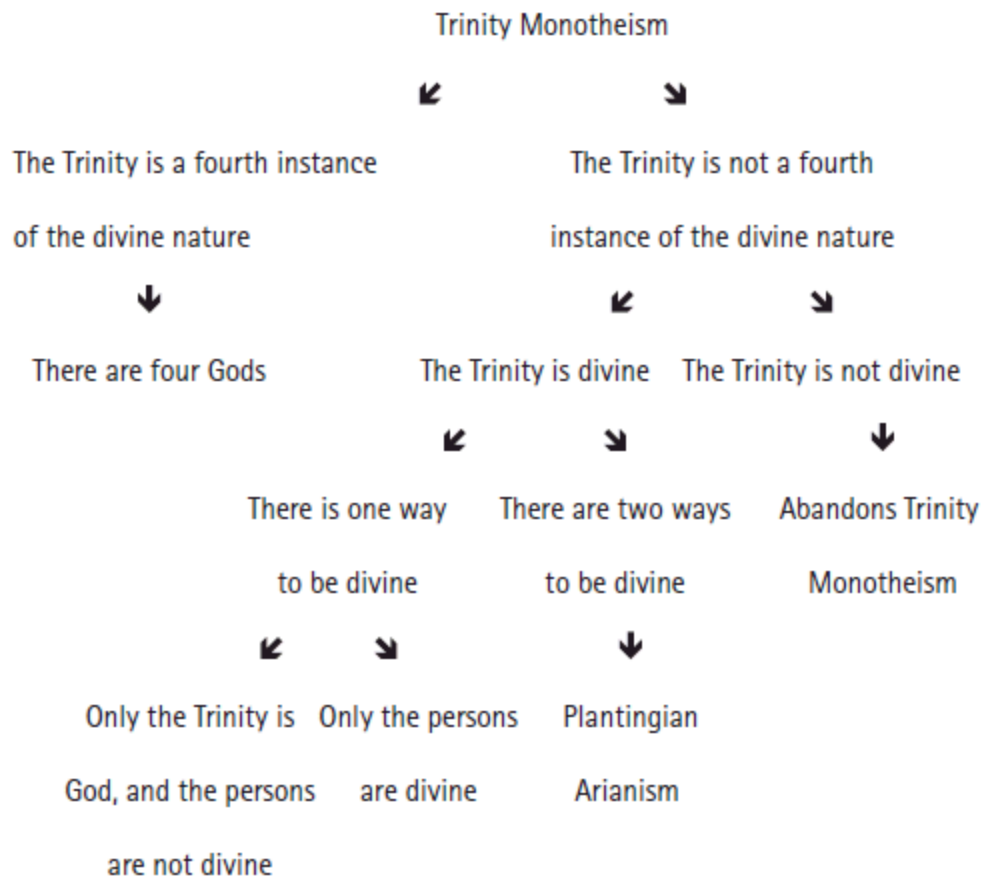 Trinity Monotheism
The Trinity is a fourth instance
of the divine nature
The Trinity is not a fourth
instance of the divine nature
There are four Gods
The Trinity is divine
The Trinity is not divine
There is one way
to be divine
There are two ways
to be divine
Abandons Trinity
Monotheism
Only the Trinity is
God, and the persons
are not divine
Only the persons
are divine
Plantingian
Arianism